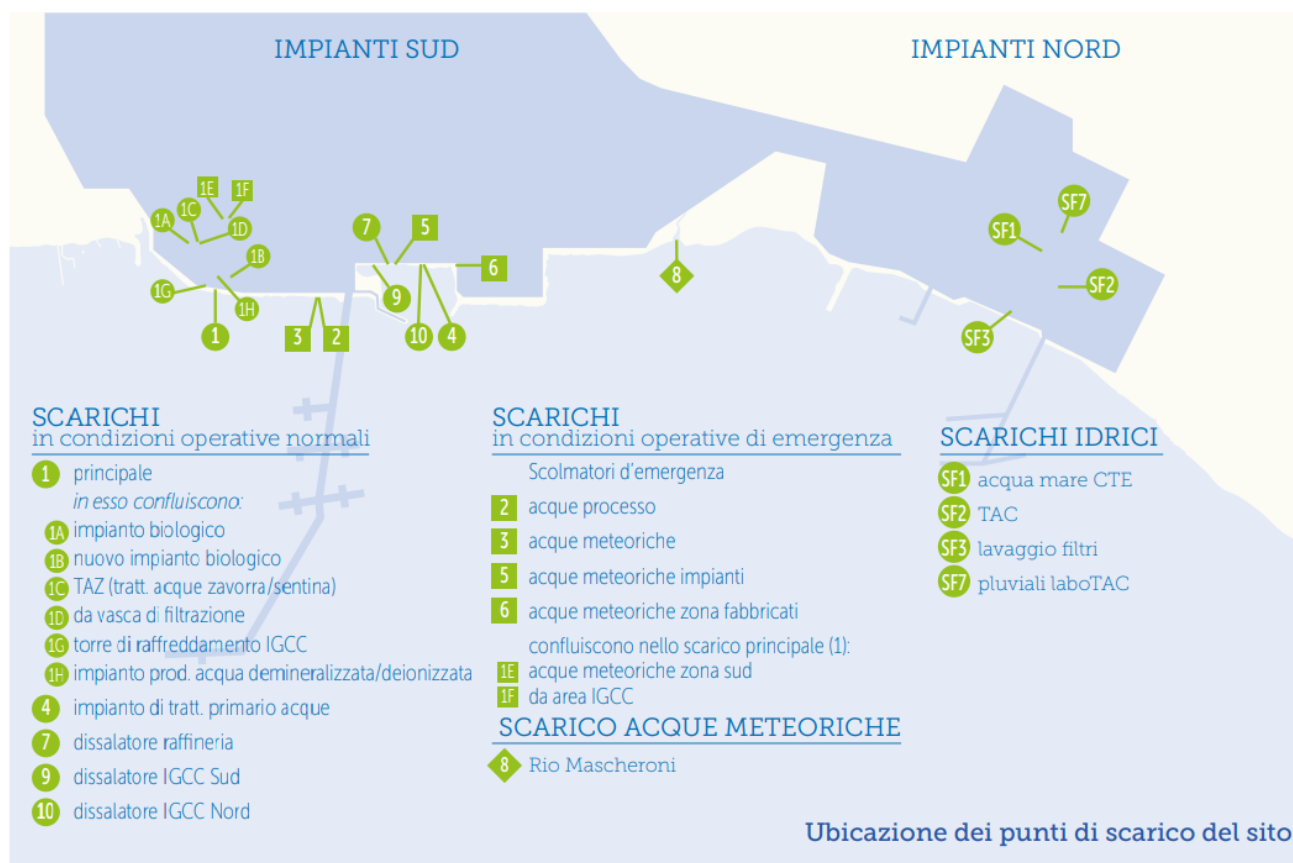 IMPIANTI SUD
IMPIANTI NORD
1E
1F
1C
1A
1D
1B
1G
1H
1
3
2
7
5
9
6
10
4
8
SF7
SF1
SF2
SF3
SCARICHI
in condizioni operative normali
1 principale
in esso confluiscono:
1A impianto biologico
1B nuovo impianto biologico
1C TAZ (tratt. acque zavorra/sentina)
1D da vasca di filtrazione
1G torre di raffreddamento IGCC
1H impianto prod. acqua demineralizzata/deionizzata
4 impianto di tratt. primario acque
7 dissalatore raffineria
9 dissalatore IGCC Sud
10 dissalatore IGCC Nord
SCARICHI
in condizioni operative di emergenza
Scolmatori d'emergenza
2 acque processo
3 acque meteoriche
5 acque meteoriche impianti
6 acque meteoriche zona fabbricati
confluiscono nello scarico principale (1):
1E acque meteoriche zona sud
1F da area IGCC
SCARICO ACQUE METEORICHE
8 Rio Mascheroni
SCARICHI IDRICI
SF1 acqua mare CTE
SF2 TAC
SF3 lavaggio filtri
SF7 pluviali laboTAC
Ubicazione dei punti di scarico del sito